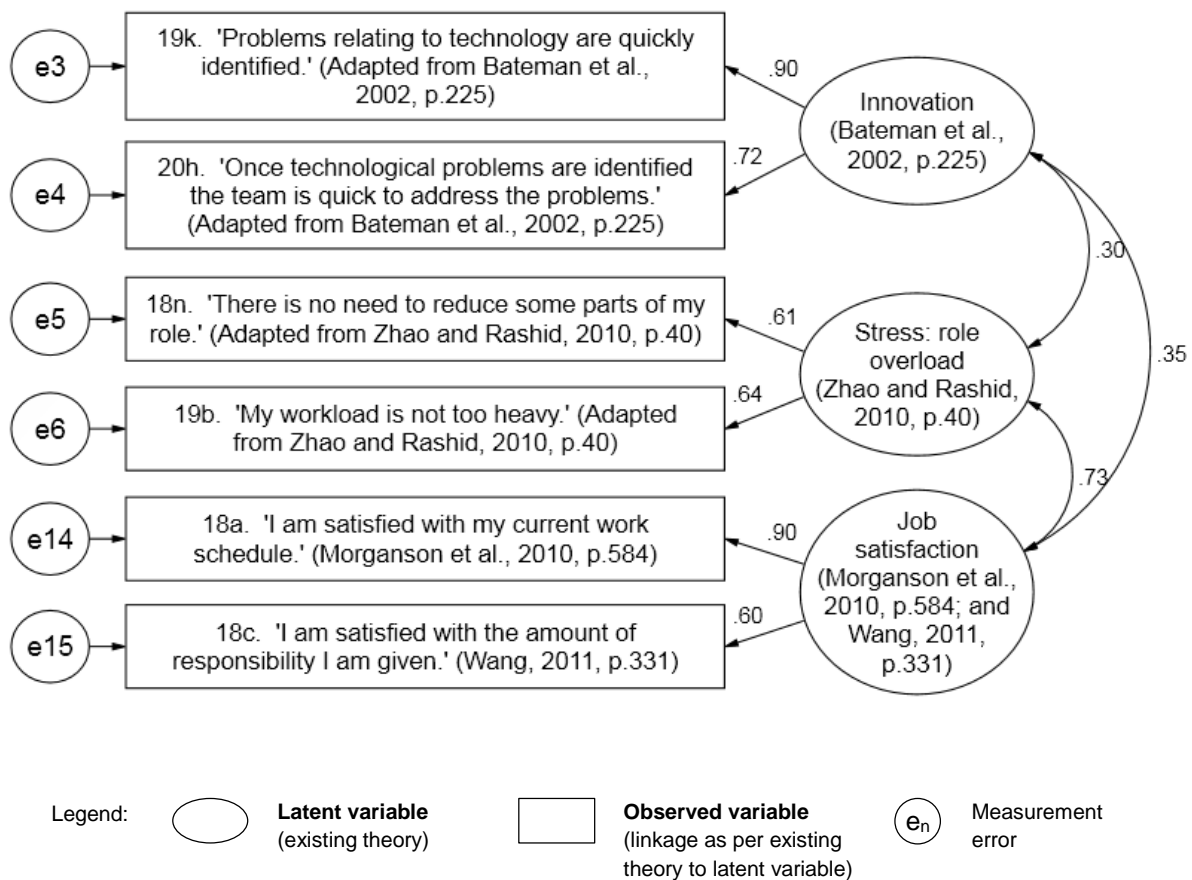 e3
19k. 'Problems relating to technology are quickly
identified.' (Adapted from Bateman et al.,
2002, p.225)
.90
Innovation
(Bateman et al.,
2002, p.225)
e4
20h. 'Once technological problems are identified
the team is quick to address the problems.'
(Adapted from Bateman et al., 2002, p.225)
.72
.30
.35
e5
18n. 'There is no need to reduce some parts of my
role.' (Adapted from Zhao and Rashid, 2010, p.40)
.61
Stress: role
overload
(Zhao and Rashid,
2010, p.40)
e6
19b. 'My workload is not too heavy.' (Adapted
from Zhao and Rashid, 2010, p.40)
.64
.73
e14
18a. 'I am satisfied with my current work
schedule.' (Morganson et al., 2010, p.584)
.90
Job
satisfaction
(Morganson et al.,
2010, p.584; and
Wang, 2011,
p.331)
e15
18c. 'I am satisfied with the amount of
responsibility I am given.' (Wang, 2011, p.331)
.60
Legend:
Latent variable
(existing theory)
Observed variable
(linkage as per existing
theory to latent variable)
en
Measurement
error